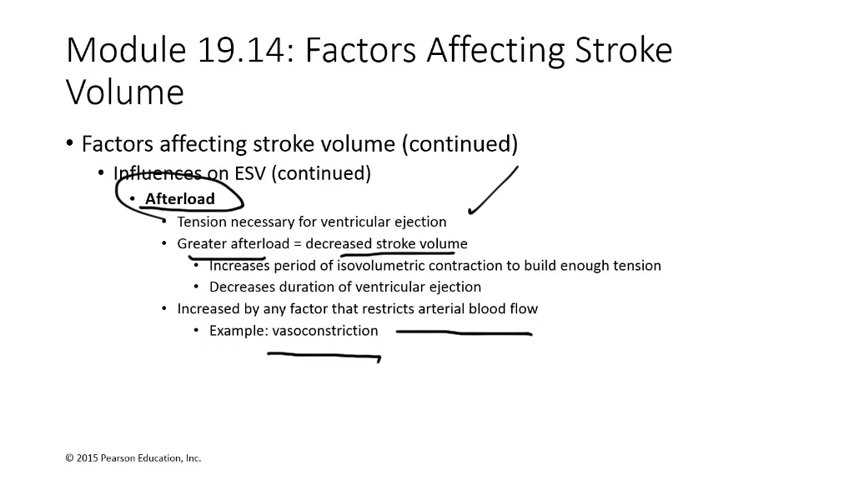 Module 19.14: Factors Affecting Stroke
Volume
• Factors affecting stroke volume (continued)
• Influences on ESV (continued)
• Afterload
• Tension necessary for ventricular ejection
• Greater afterload = decreased stroke volume
• Increases period of isovolumetric contraction to build enough tension
• Decreases duration of ventricular ejection
• Increased by any factor that restricts arterial blood flow
• Example: vasoconstriction
© 2015 Pearson Education, Inc.